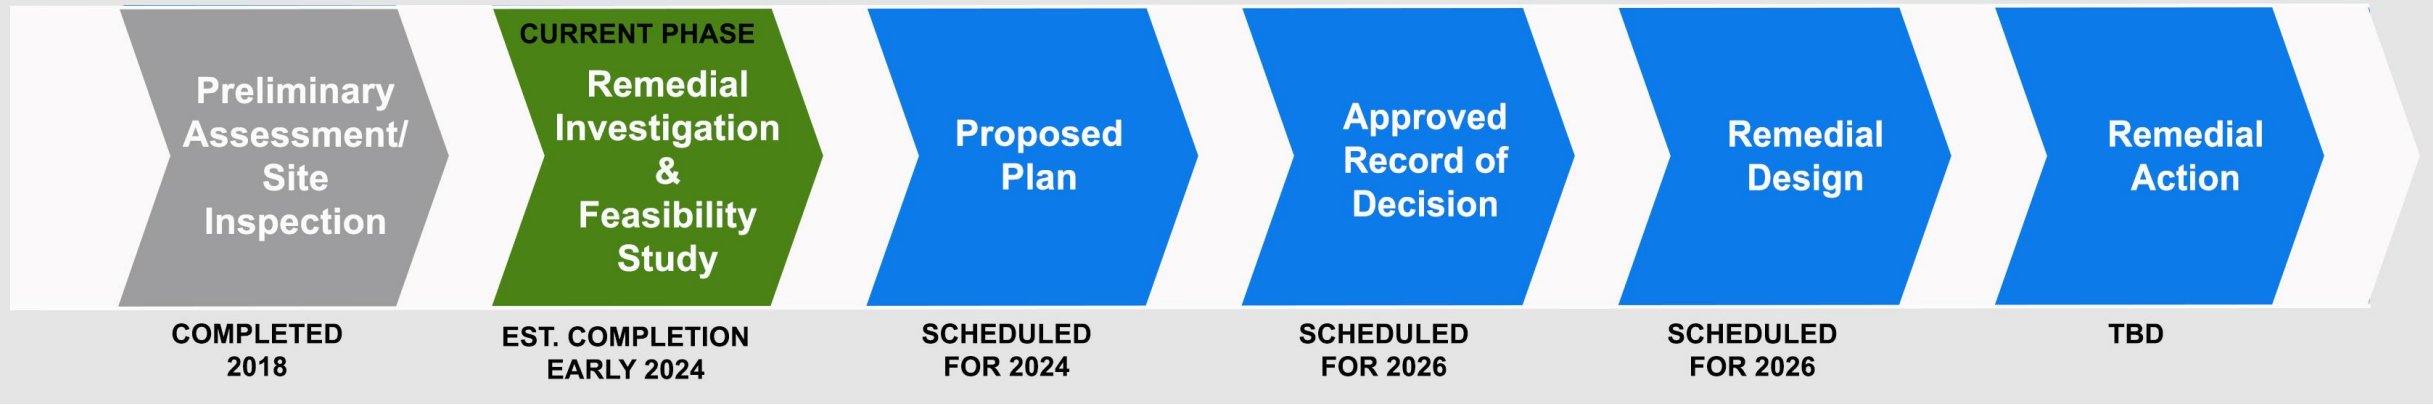 Preliminary
Assessment/
Site
Inspection
COMPLETED
2018
CURRENT PHASE
Remedial
Investigation
&
Feasibility
Study
EST. COMPLETION
EARLY 2024
Proposed
Plan
SCHEDULED
FOR 2024
Approved
Record of
Decision
SCHEDULED
FOR 2026
Remedial
Design
SCHEDULED
FOR 2026
Remedial
Action
TBD